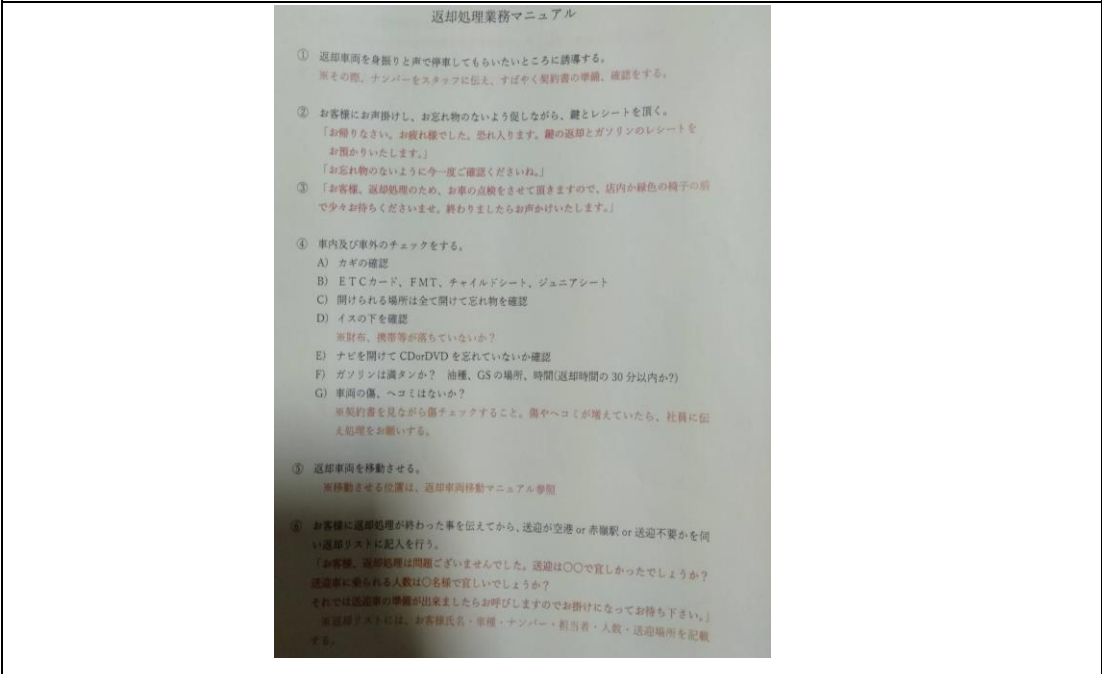 返却処理業務マニュアル
① 返却車両を身振りと声で停車してもらいたいところに誘導する。
※その際、ナンバーをスタッフに伝え、すばやく契約書の準備、確認をする。
② お客様にお声掛けし、お忘れ物のないよう促しながら、鍵とレシートを頂く。
「お帰りなさい。お疲れ様でした。恐れ入ります。鍵の返却とガソリンのレシートを
お預かりいたします。」
「お忘れ物のないように今一度ご確認くださいね。」
③ 「お客様、返却処理のため、お車の点検をさせて頂きますので、店内か緑色の椅子の前
で少々お待ちくださいませ。終わりましたらお声かけいたします。」
④ 車内及び車外のチェックをする。
A) カギの確認
B) ETCカード、FMT、チャイルドシート、ジュニアシート
C) 開けられる場所は全て開けて忘れ物を確認
D) イスの下を確認
※財布、携帯等が落ちていないか？
E) ナビを開けて CDorDVD を忘れていないか確認
F) ガソリンは満タンか？ 油種、GS の場所、時間(返却時間の 30 分以内か?)
G) 車両の傷、ヘコミはないか？
※契約書を見ながら傷チェックすること。傷やヘコミが増えていたら、社員に伝
え処理をお願いする。
⑤ 返却車両を移動させる。
※移動させる位置は、返却車両移動マニュアル参照
⑥ お客様に返却処理が終わった事を伝えてから、送迎が空港 or 赤嶺駅 or 送迎不要かを伺
い返却リストに記入を行う。
「お客様、返却処理は問題ございませんでした。送迎は〇〇で宜しかったでしょうか？
送迎車に乗られる人数は〇名様で宜しいでしょうか？
それでは送迎車の準備が出来ましたらお呼びしますのでお掛けになってお待ち下さい。」
※返却リストには、お客様氏名・車種・ナンバー・担当者・人数・送迎場所を記載
する。